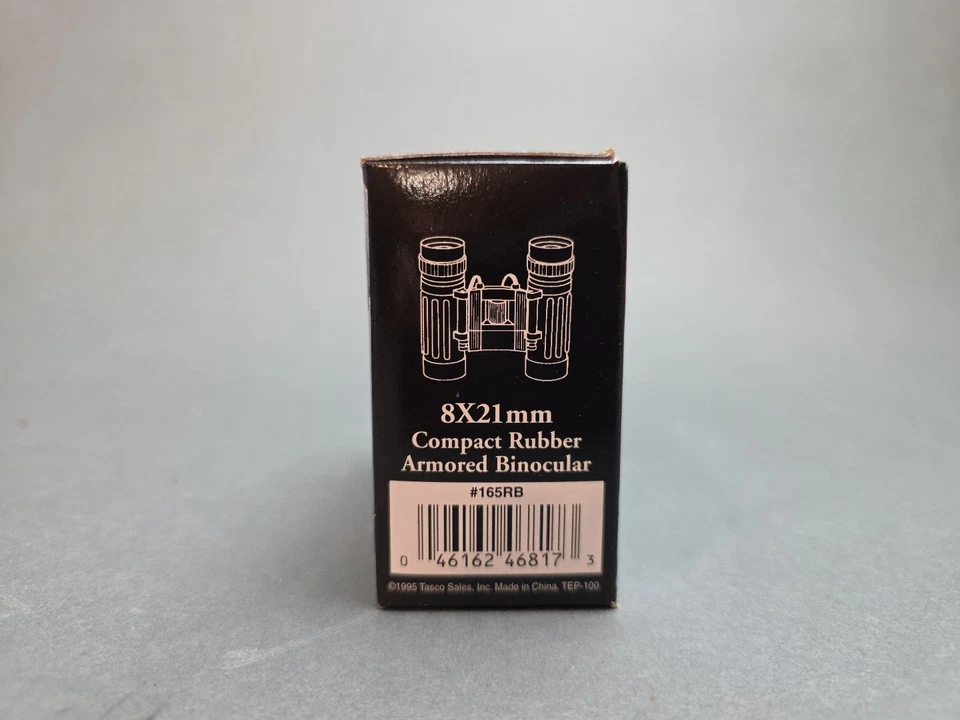 8X21mm
Compact Rubber
Armored Binocular
#165RB
0 46162 46817 3
©1995 Tasco Sales, Inc. Made in China. TEP-100